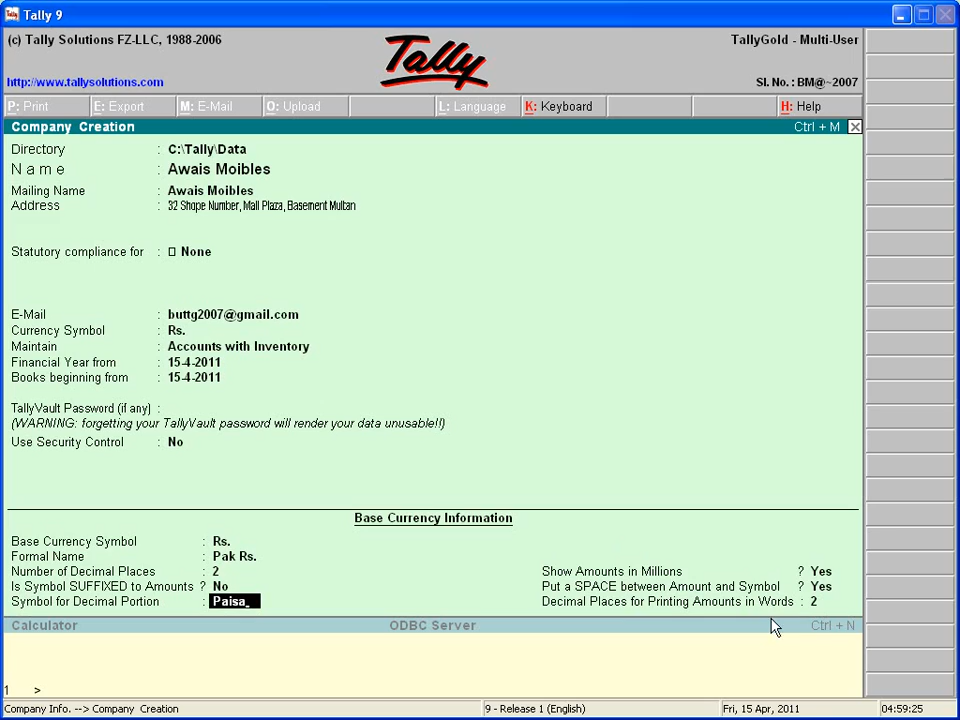 Tally 9
(c) Tally Solutions FZ-LLC, 1988-2006
TallyGold - Multi-User
Tally
http://www.tallysolutions.com
Sl. No. : BM@~2007
P: Print E: Export M: E-Mail O: Upload L: Language K: Keyboard H: Help
Company Creation Ctrl + M
Directory : C:\Tally\Data
Name : Awais Moibles
Mailing Name : Awais Moibles
Address : 32 Shope Number, Mall Plaza, Basement Multan
Statutory compliance for : None
E-Mail : buttg2007@gmail.com
Currency Symbol : Rs.
Maintain : Accounts with Inventory
Financial Year from : 15-4-2011
Books beginning from : 15-4-2011
TallyVault Password (if any) :
(WARNING: forgetting your TallyVault password will render your data unusable!!)
Use Security Control : No
Base Currency Information
Base Currency Symbol : Rs.
Formal Name : Pak Rs.
Number of Decimal Places : 2 Show Amounts in Millions ? Yes
Is Symbol SUFFIXED to Amounts ? No Put a SPACE between Amount and Symbol ? Yes
Symbol for Decimal Portion : Paisa_ Decimal Places for Printing Amounts in Words : 2
Calculator ODBC Server Ctrl + N
1 >
Company Info. --> Company Creation 9 - Release 1 (English) Fri, 15 Apr, 2011 04:59:25